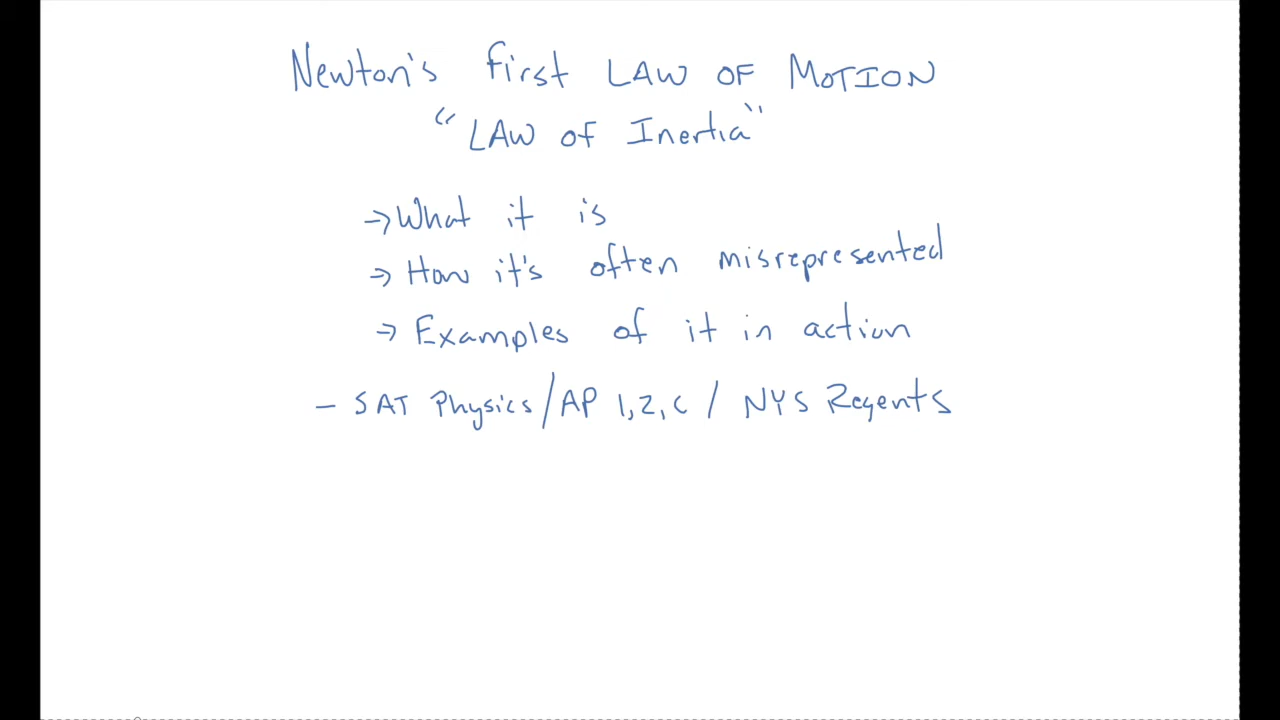 Newton's first LAW OF MOTION
"LAW of Inertia"
→ What it is
→ How it's often misrepresented
→ Examples of it in action
- SAT Physics / AP 1, 2, C / NYS Regents